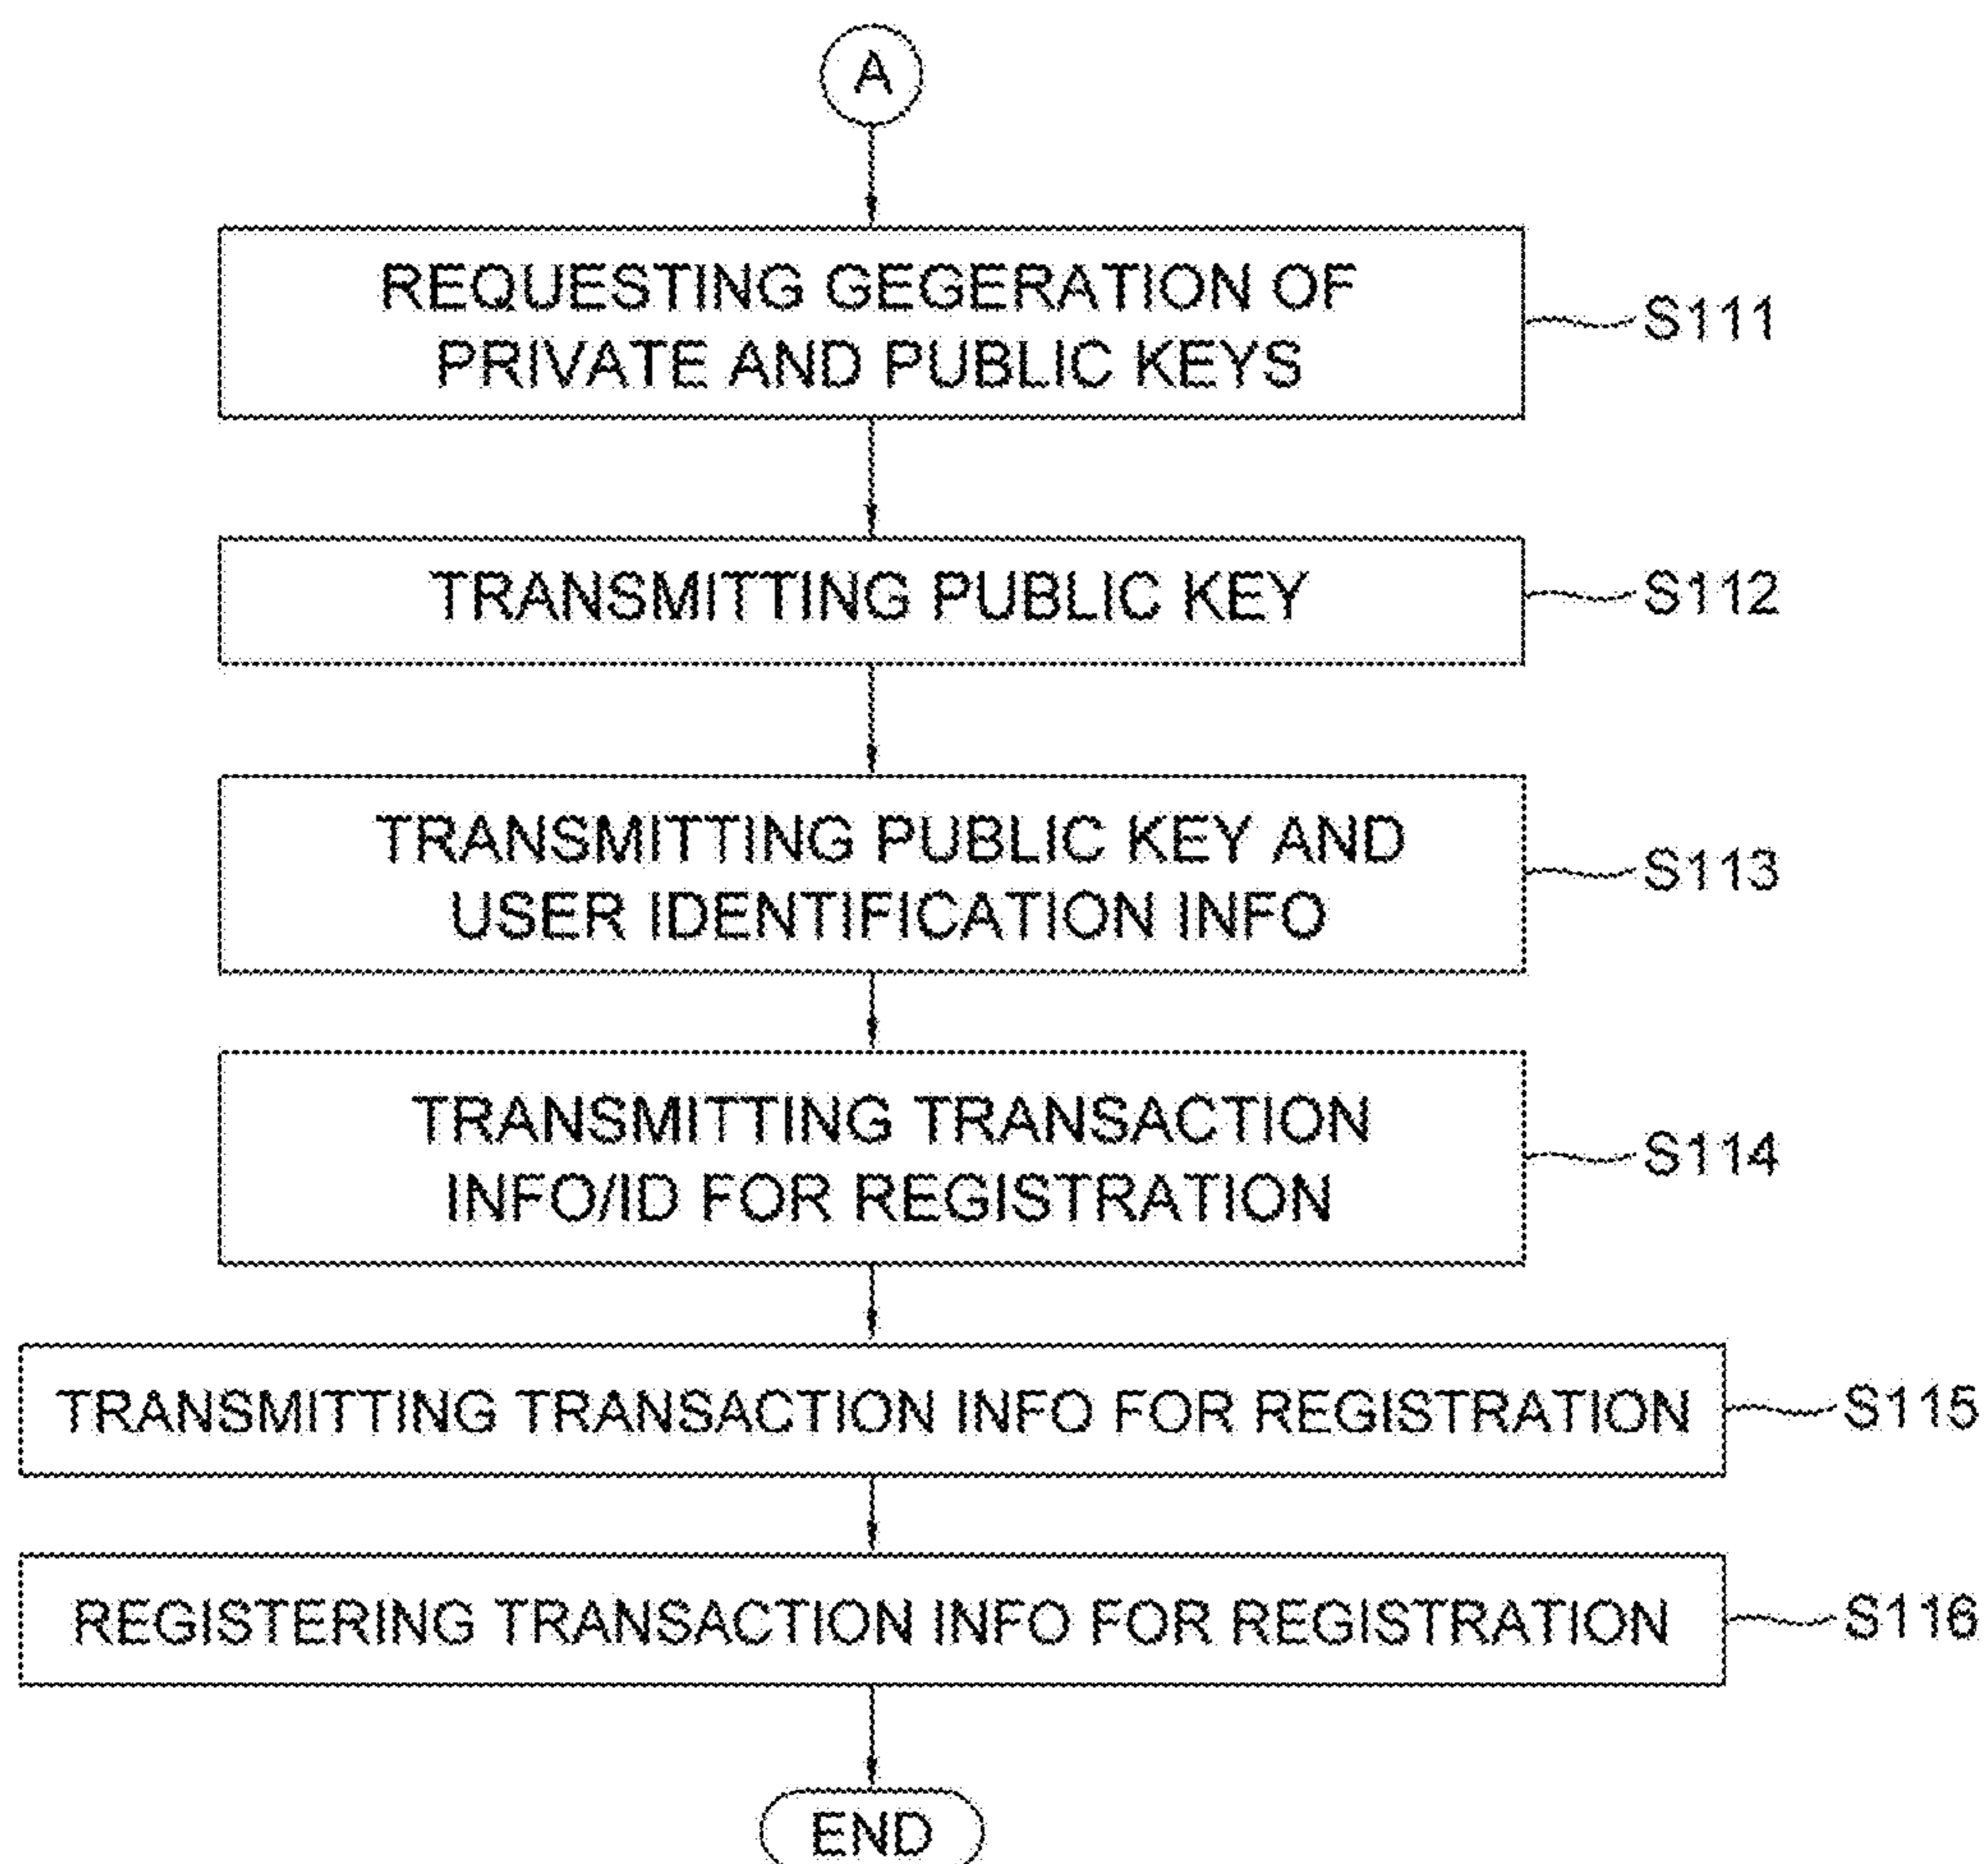 A
REQUESTING GEGERATION OF
PRIVATE AND PUBLIC KEYS
S111
TRANSMITTING PUBLIC KEY
S112
TRANSMITTING PUBLIC KEY AND
USER IDENTIFICATION INFO
S113
TRANSMITTING TRANSACTION
INFO/ID FOR REGISTRATION
S114
TRANSMITTING TRANSACTION INFO FOR REGISTRATION
S115
REGISTERING TRANSACTION INFO FOR REGISTRATION
S116
END